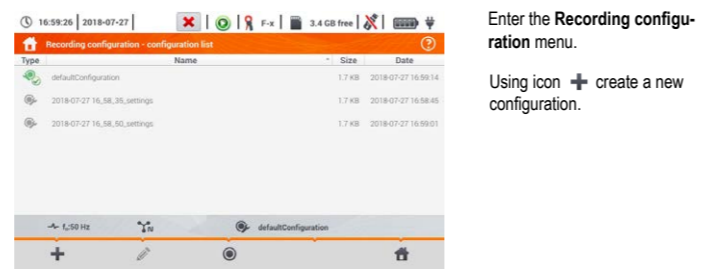 16:59:26 2018-07-27 F-x 3.4 GB free
Recording configuration - configuration list
Type Name Size Date
defaultConfiguration 1.7 KB 2018-07-27 16:59:14
2018-07-27 16_58_35_settings 1.7 KB 2018-07-27 16:58:45
2018-07-27 16_58_50_settings 1.7 KB 2018-07-27 16:59:01
fₙ:50 Hz N defaultConfiguration
Enter the Recording configu-
ration menu.
Using icon + create a new
configuration.